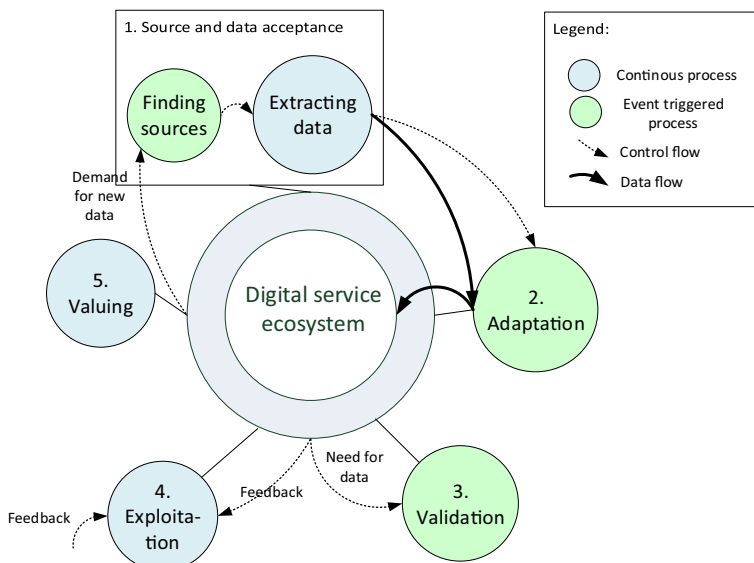 1. Source and data acceptance
Finding
sources
Extracting
data
Legend:
Continous process
Event triggered
process
Control flow
Data flow
Demand
for new
data
5.
Valuing
Digital service
ecosystem
2.
Adaptation
Need for
data
Feedback
4.
Exploita-
tion
Feedback
3.
Validation